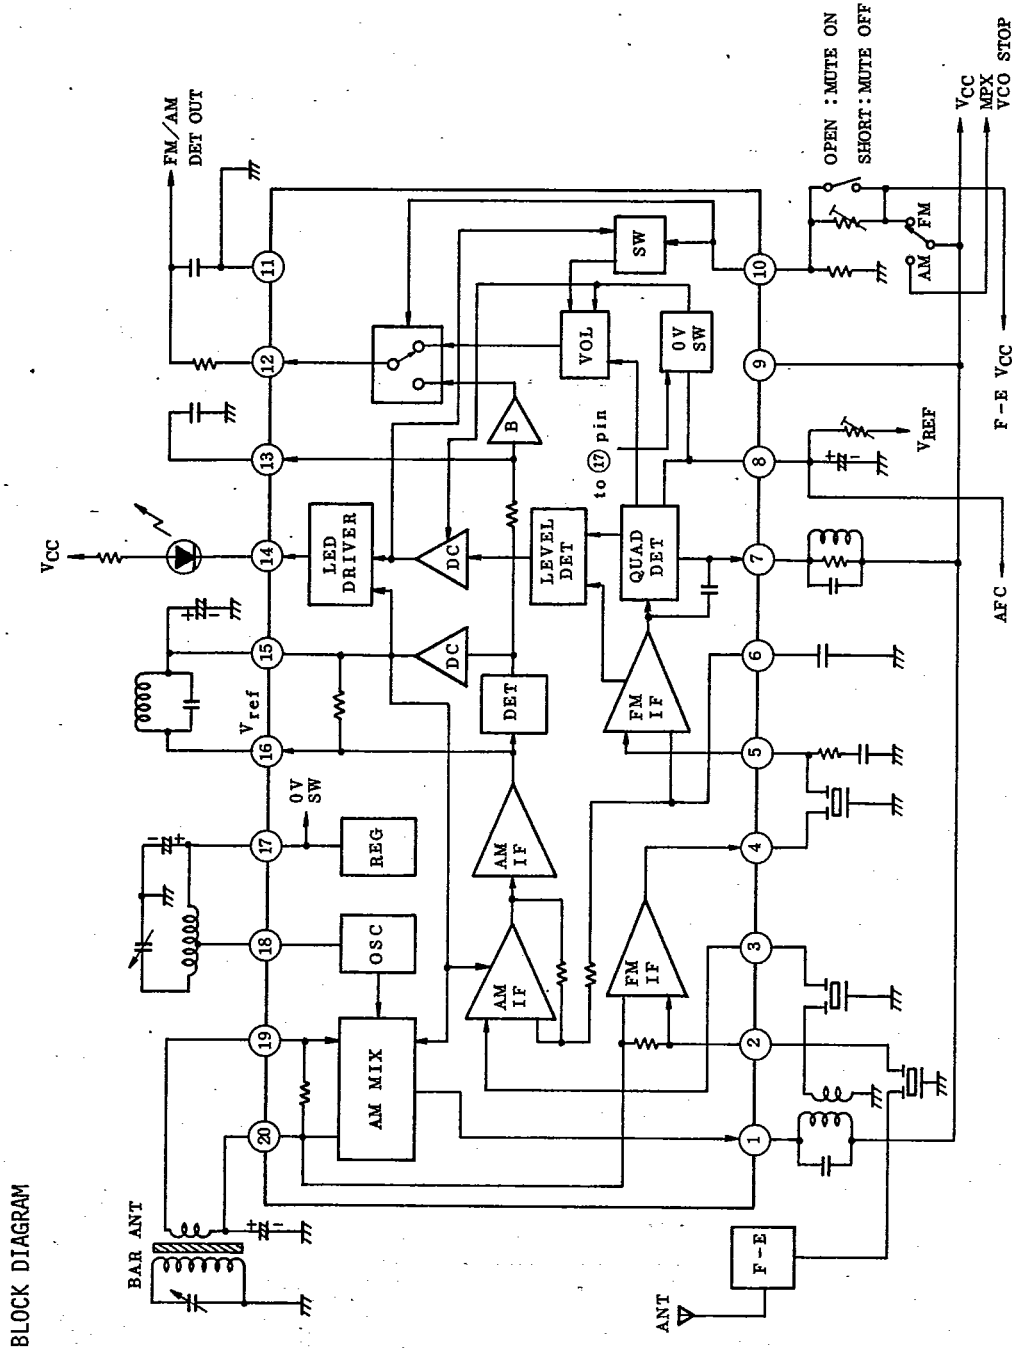 BLOCK DIAGRAM
BAR ANT
ANT
F-E
20
19
18
17
16
15
14
13
12
11
Vref
VCC
FM/AM
DET OUT
0V
SW
AM MIX
OSC
REG
LED
DRIVER
DC
DC
DET
AM
IF
AM
IF
B
LEVEL
DET
to 17 pin
VOL
SW
FM
IF
FM
IF
QUAD
DET
0V
SW
1
2
3
4
5
6
7
8
9
10
AFC
VREF
F-E VCC
AM
FM
OPEN : MUTE ON
SHORT : MUTE OFF
VCC
MPX
VCO STOP